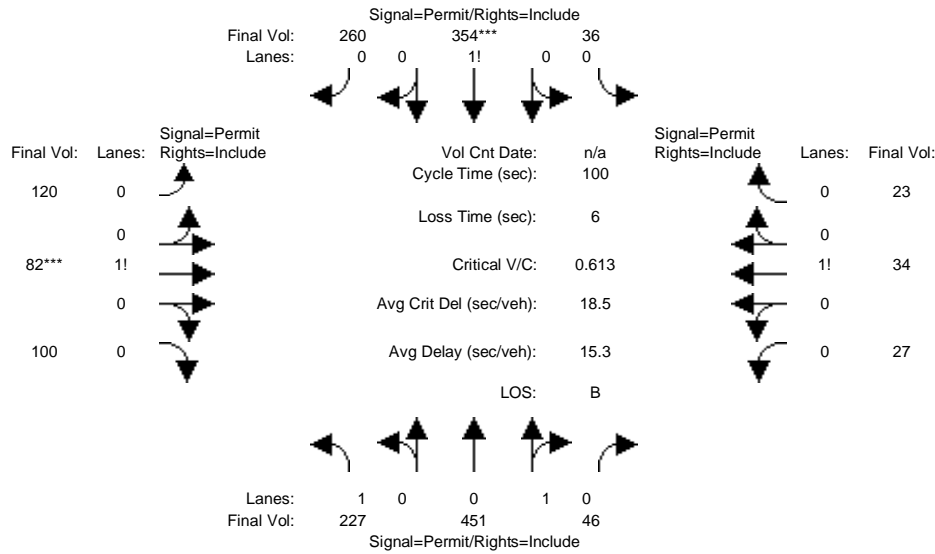 Signal=Permit/Rights=Include
Final Vol: 260 354*** 36
Lanes: 0 0 1! 0 0
Signal=Permit
Final Vol: Lanes: Rights=Include
Vol Cnt Date: n/a
Signal=Permit
Rights=Include Lanes: Final Vol:
120 0
Cycle Time (sec): 100
0 23
0
Loss Time (sec): 6
0
82*** 1!
Critical V/C: 0.613
1! 34
0
Avg Crit Del (sec/veh): 18.5
0
100 0
Avg Delay (sec/veh): 15.3
0 27
LOS: B
Lanes: 1 0 0 1 0
Final Vol: 227 451 46
Signal=Permit/Rights=Include